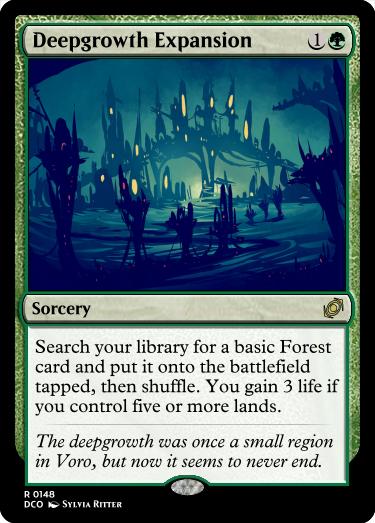 Deepgrowth Expansion 1
Sorcery
Search your library for a basic Forest
card and put it onto the battlefield
tapped, then shuffle. You gain 3 life if
you control five or more lands.
The deepgrowth was once a small region
in Voro, but now it seems to never end.
R 0148
DCO Sylvia Ritter